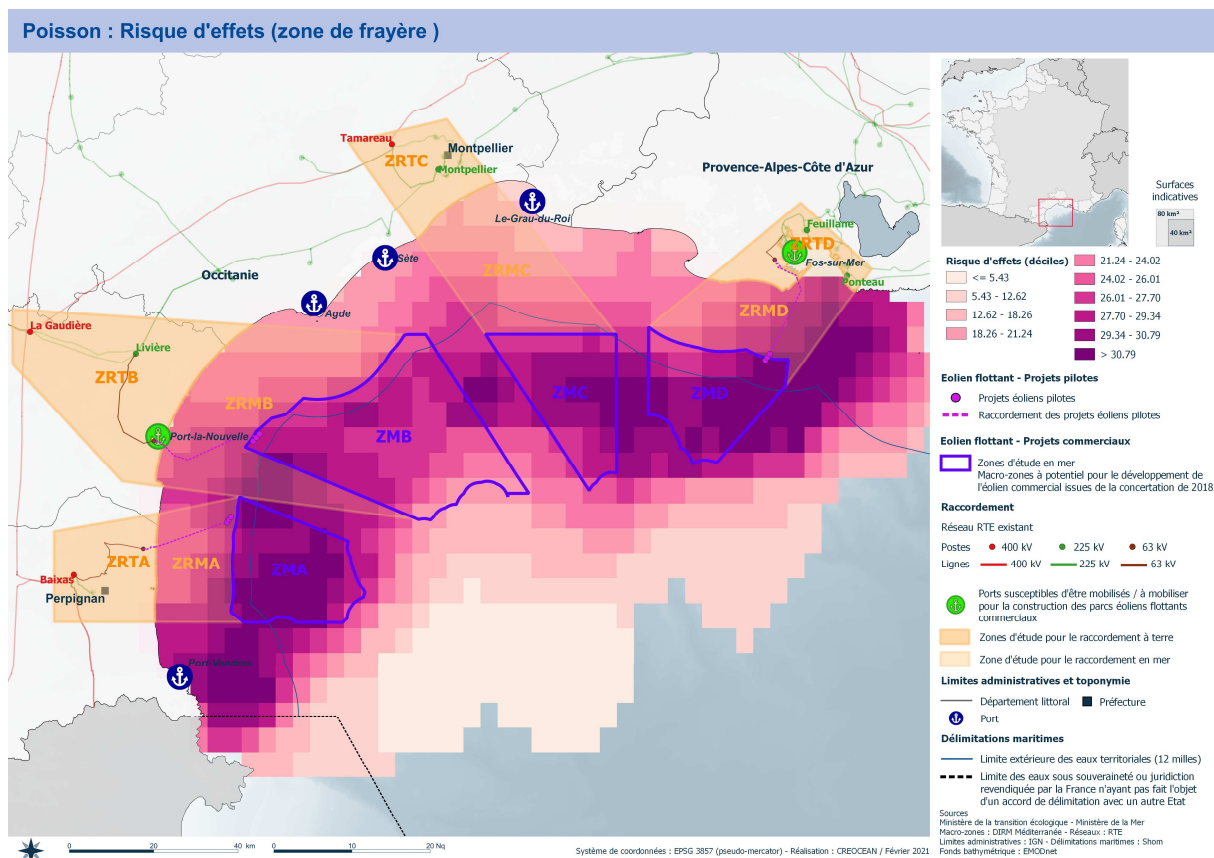 Poisson : Risque d'effets (zone de frayère )
Tamareau
ZRTC
Montpellier
Montpellier
Provence-Alpes-Côte d'Azur
Le-Grau-du-Roi
Feuillane
ZRTD
Fos-sur-Mer
Ponteau
Sète
Occitanie
ZRMC
Agde
ZRMD
La Gaudière
Livière
ZRTB
ZRMB
ZMC
ZMD
Port-la-Nouvelle
ZMB
ZRTA
ZRMA
ZMA
Baixas
Perpignan
Port-Vendres
0 20 40 km
0 10 20 Nq
Système de coordonnées : EPSG 3857 (pseudo-mercator) - Réalisation : CREOCEAN / Février 2021
Surfaces
indicatives
80 km²
40 km²
Risque d'effets (déciles)
<= 5.43
5.43 - 12.62
12.62 - 18.26
18.26 - 21.24
21.24 - 24.02
24.02 - 26.01
26.01 - 27.70
27.70 - 29.34
29.34 - 30.79
> 30.79
Eolien flottant - Projets pilotes
Projets éoliens pilotes
Raccordement des projets éoliens pilotes
Eolien flottant - Projets commerciaux
Zones d'étude en mer
Macro-zones à potentiel pour le développement de
l'éolien commercial issues de la concertation de 2018
Raccordement
Réseau RTE existant
Postes 400 kV 225 kV 63 kV
Lignes 400 kV 225 kV 63 kV
Ports susceptibles d'être mobilisés / à mobiliser
pour la construction des parcs éoliens flottants
commerciaux
Zones d'étude pour le raccordement à terre
Zone d'étude pour le raccordement en mer
Limites administratives et toponymie
Département littoral Préfecture
Port
Délimitations maritimes
Limite extérieure des eaux territoriales (12 milles)
Limite des eaux sous souveraineté ou juridiction
revendiquée par la France n'ayant pas fait l'objet
d'un accord de délimitation avec un autre Etat
Sources
Ministère de la transition écologique - Ministère de la Mer
Macro-zones : DIRM Méditerranée - Réseaux : RTE
Limites administratives : IGN - Délimitations maritimes : Shom
Fonds bathymétrique : EMODnet